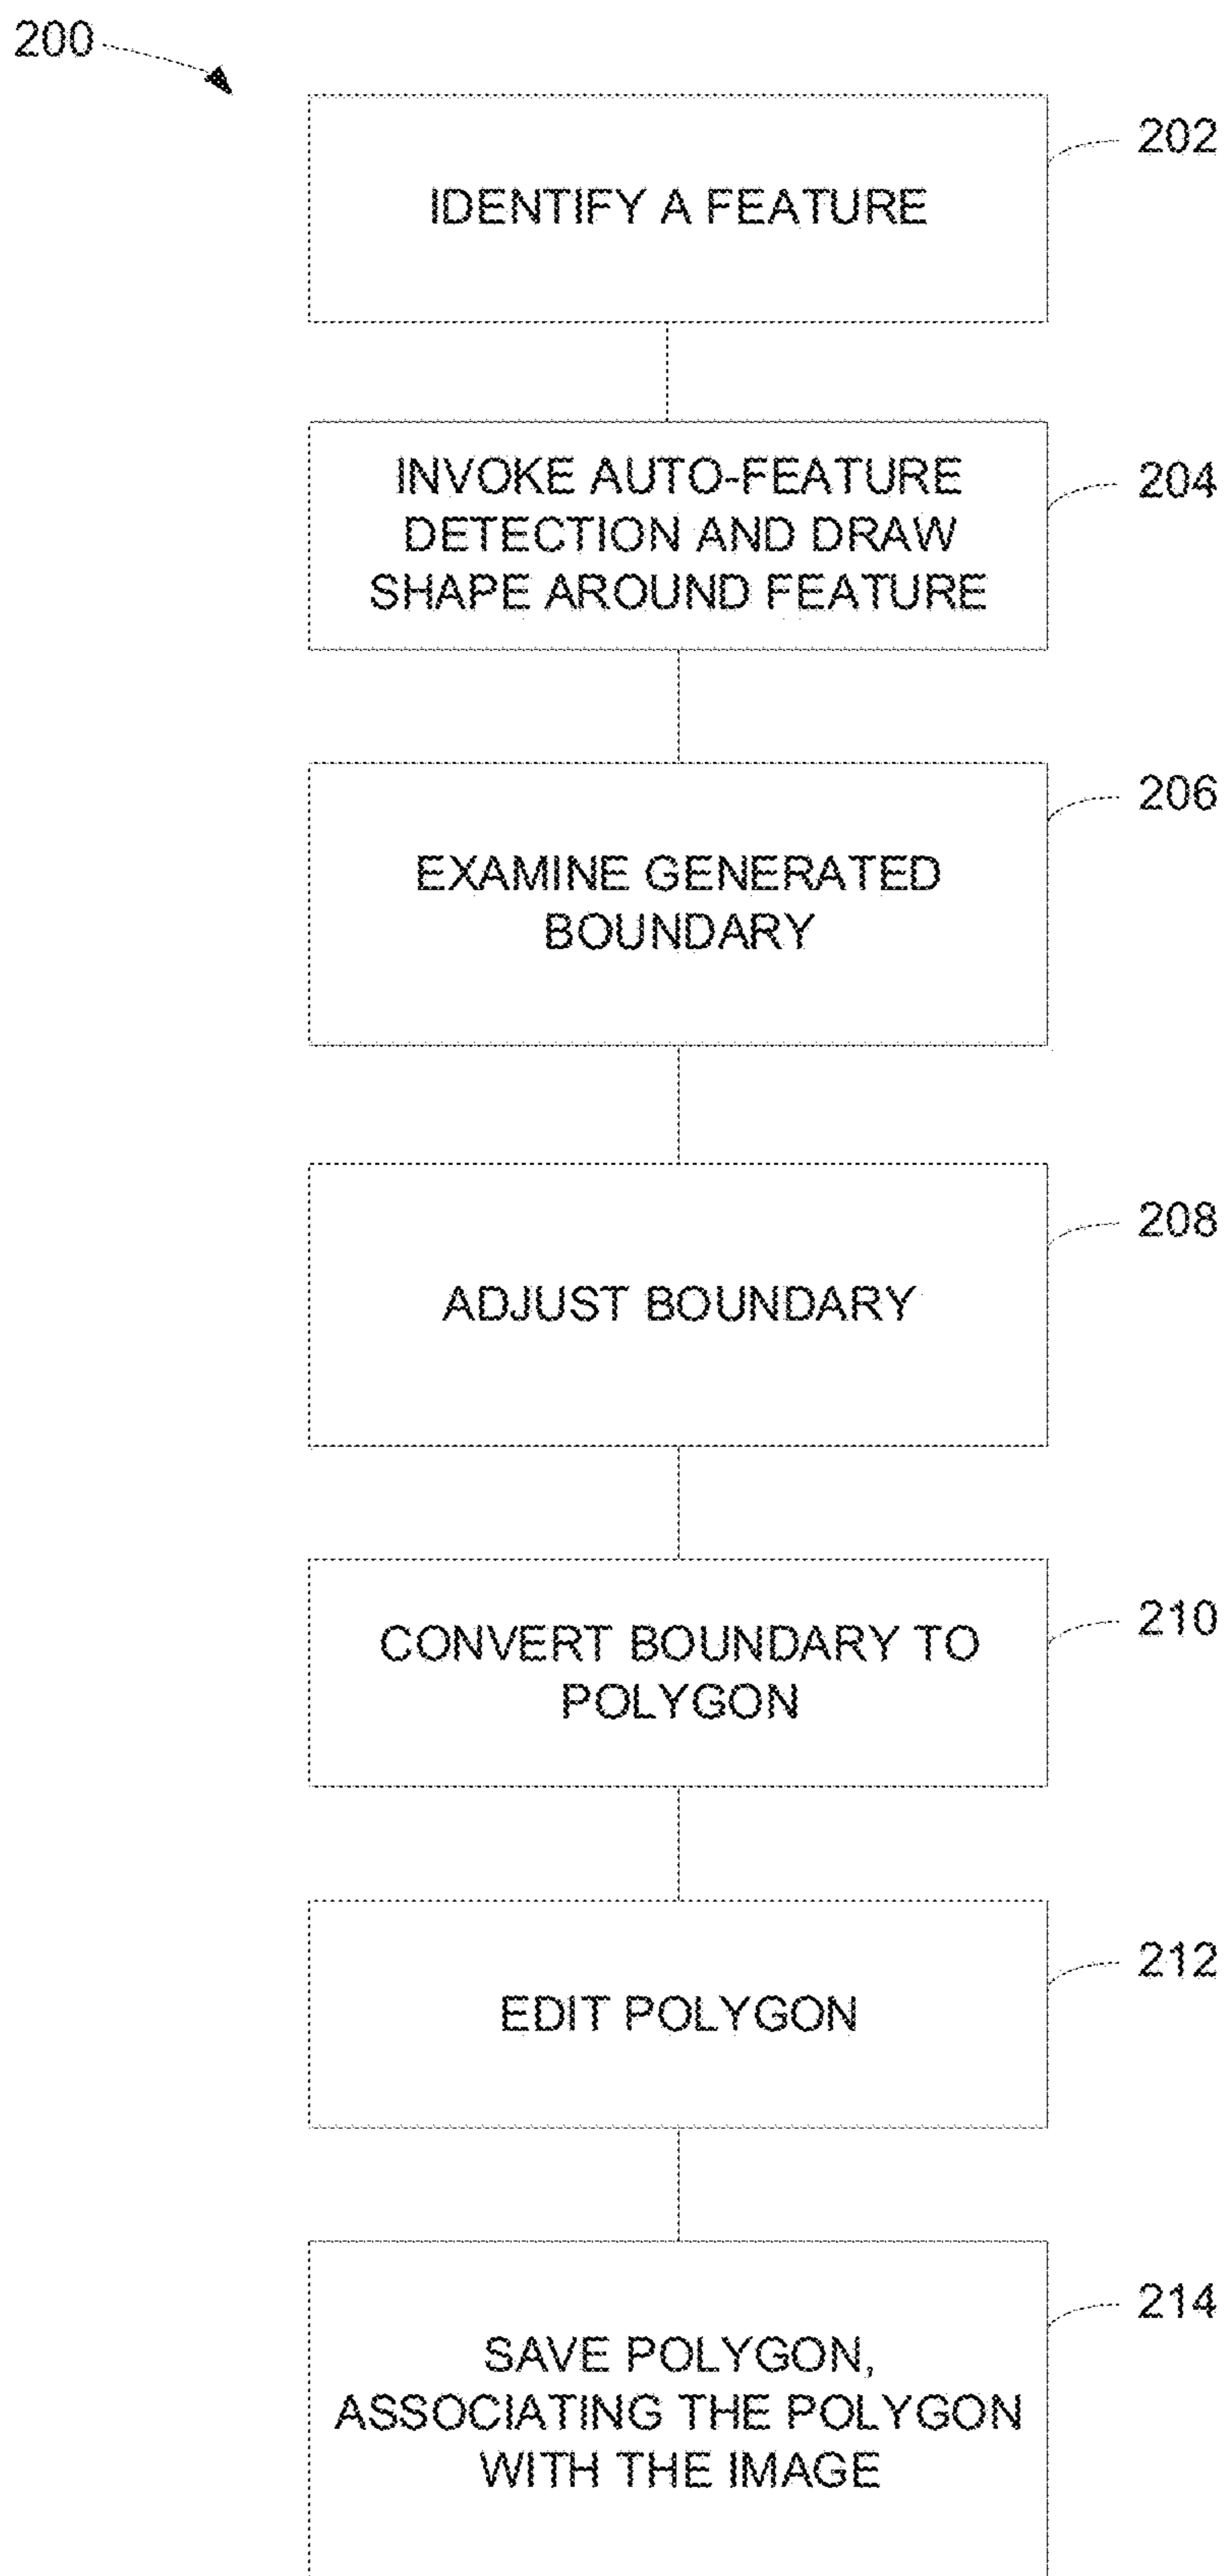 200
202
IDENTIFY A FEATURE
204
INVOKE AUTO-FEATURE
DETECTION AND DRAW
SHAPE AROUND FEATURE
206
EXAMINE GENERATED
BOUNDARY
208
ADJUST BOUNDARY
210
CONVERT BOUNDARY TO
POLYGON
212
EDIT POLYGON
214
SAVE POLYGON,
ASSOCIATING THE POLYGON
WITH THE IMAGE